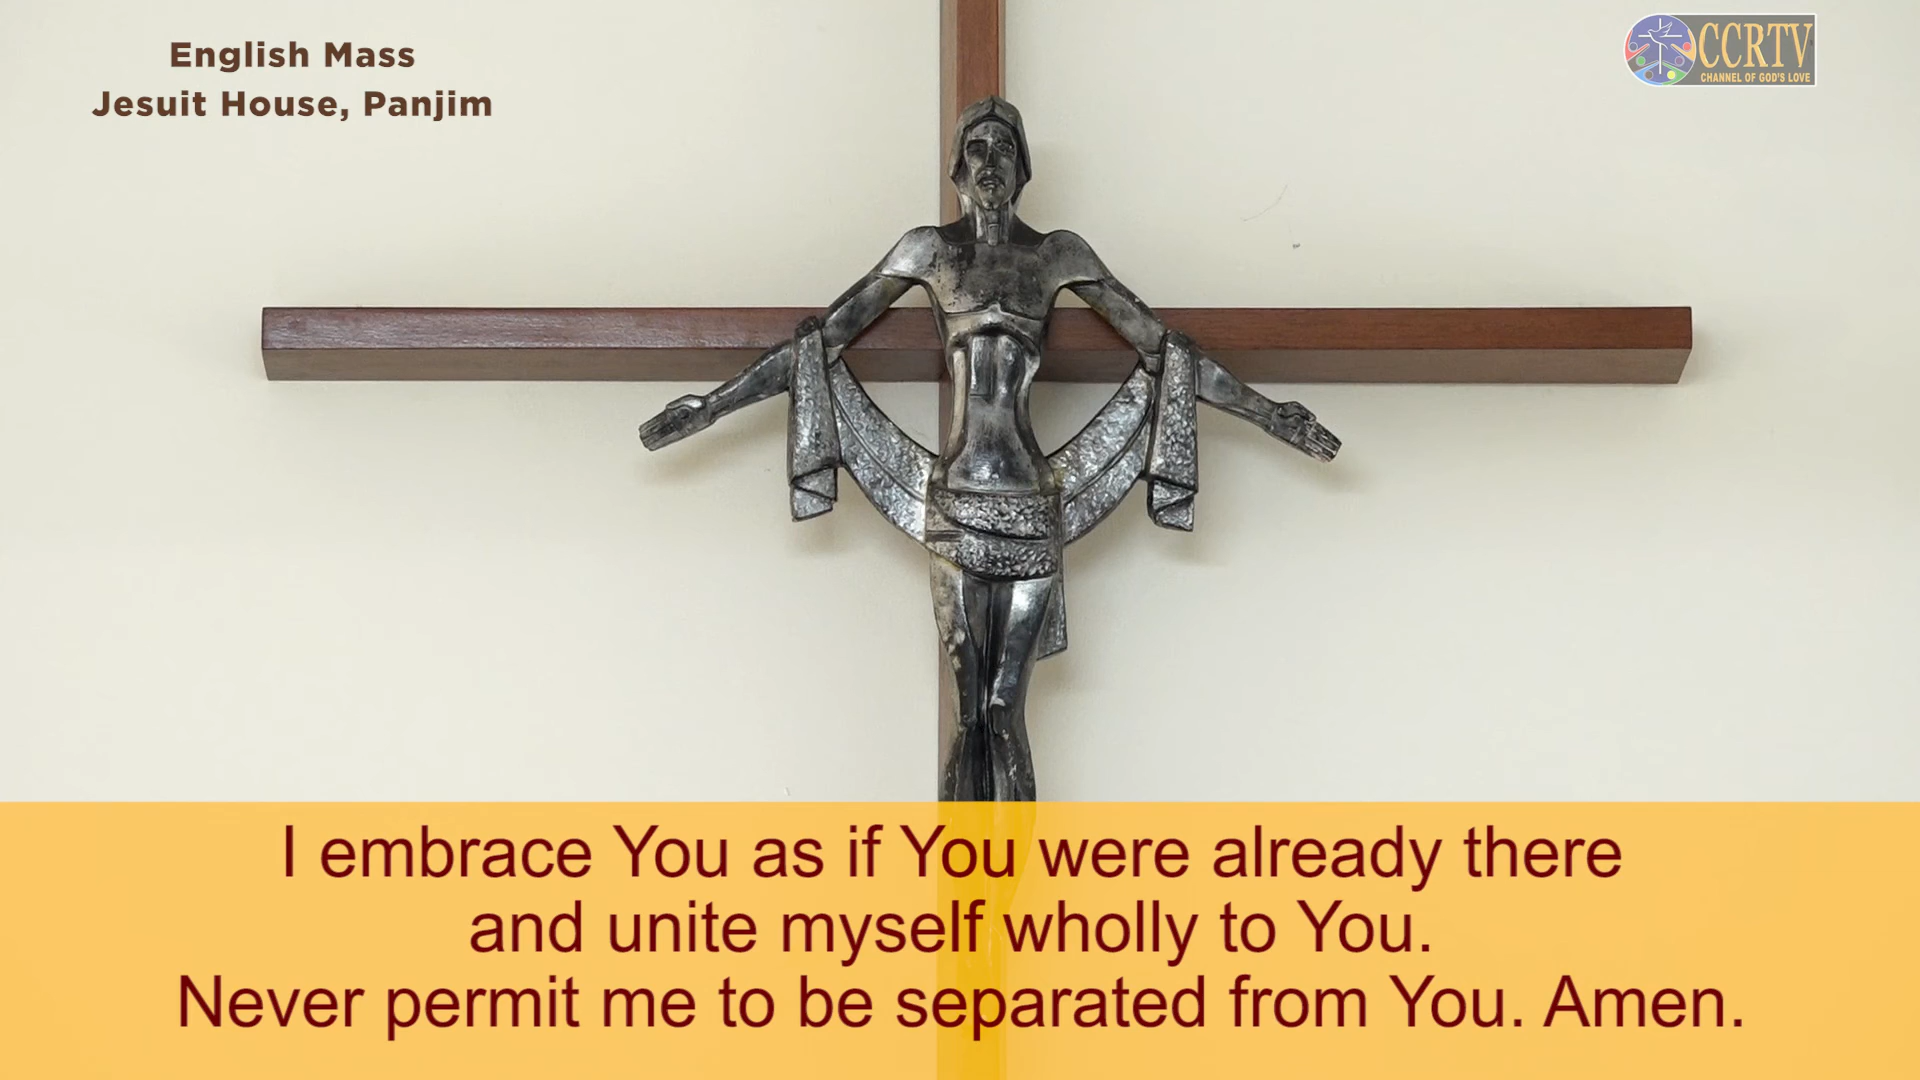 English Mass
Jesuit House, Panjim
CCRTV
CHANNEL OF GOD'S LOVE
I embrace You as if You were already there
and unite myself wholly to You.
Never permit me to be separated from You. Amen.